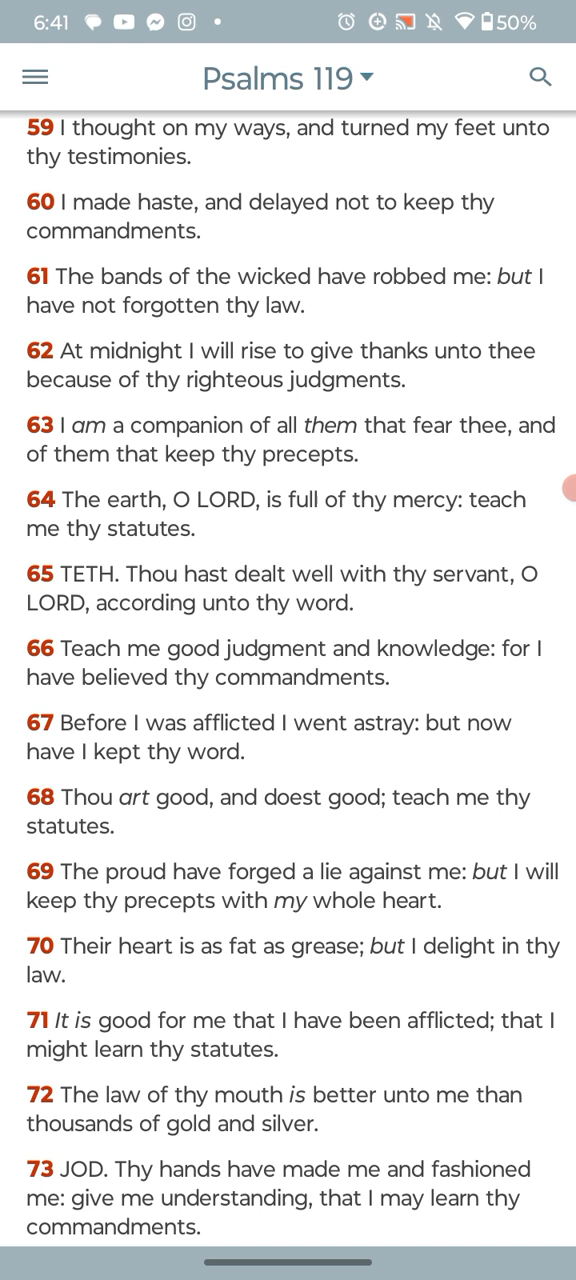 6:41
50%
Psalms 119
59 I thought on my ways, and turned my feet unto
thy testimonies.
60 I made haste, and delayed not to keep thy
commandments.
61 The bands of the wicked have robbed me: but I
have not forgotten thy law.
62 At midnight I will rise to give thanks unto thee
because of thy righteous judgments.
63 I am a companion of all them that fear thee, and
of them that keep thy precepts.
64 The earth, O LORD, is full of thy mercy: teach
me thy statutes.
65 TETH. Thou hast dealt well with thy servant, O
LORD, according unto thy word.
66 Teach me good judgment and knowledge: for I
have believed thy commandments.
67 Before I was afflicted I went astray: but now
have I kept thy word.
68 Thou art good, and doest good; teach me thy
statutes.
69 The proud have forged a lie against me: but I will
keep thy precepts with my whole heart.
70 Their heart is as fat as grease; but I delight in thy
law.
71 It is good for me that I have been afflicted; that I
might learn thy statutes.
72 The law of thy mouth is better unto me than
thousands of gold and silver.
73 JOD. Thy hands have made me and fashioned
me: give me understanding, that I may learn thy
commandments.